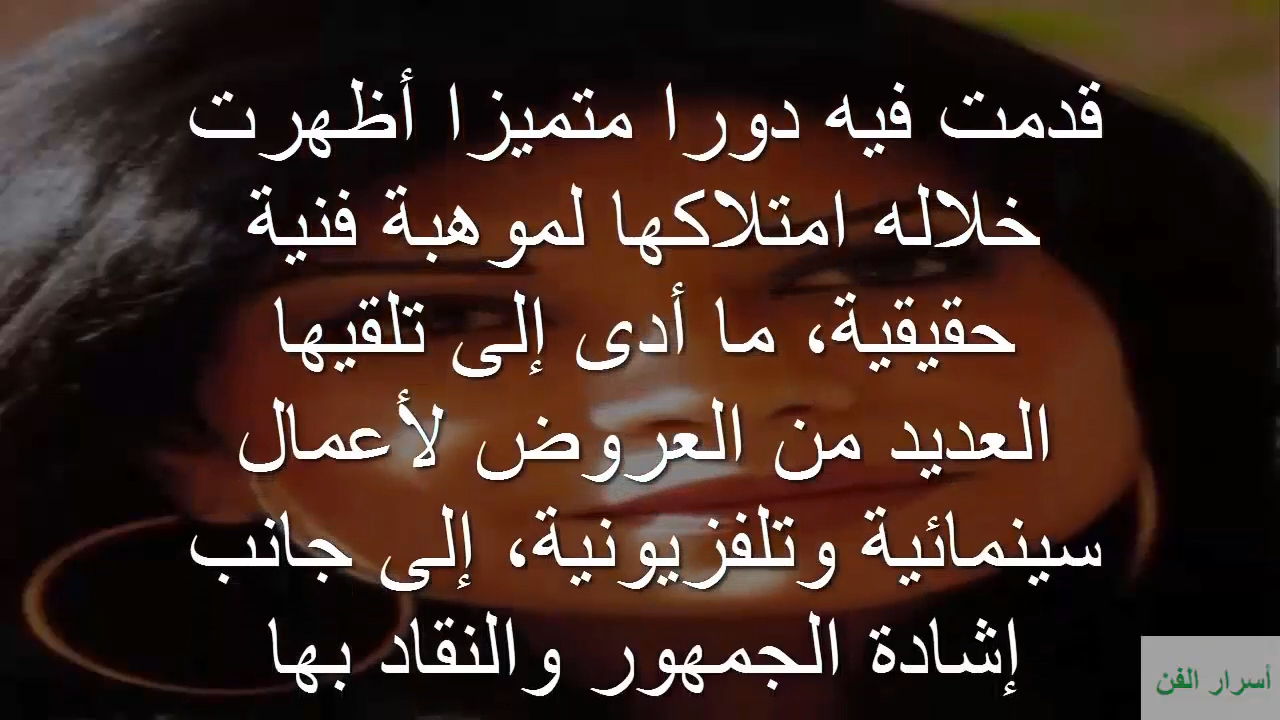 قدمت فيه دورا متميزا أظهرت
خلاله امتلاكها لموهبة فنية
حقيقية، ما أدى إلى تلقيها
العديد من العروض لأعمال
سينمائية وتلفزيونية، إلى جانب
إشادة الجمهور والنقاد بها
أسرار الفن